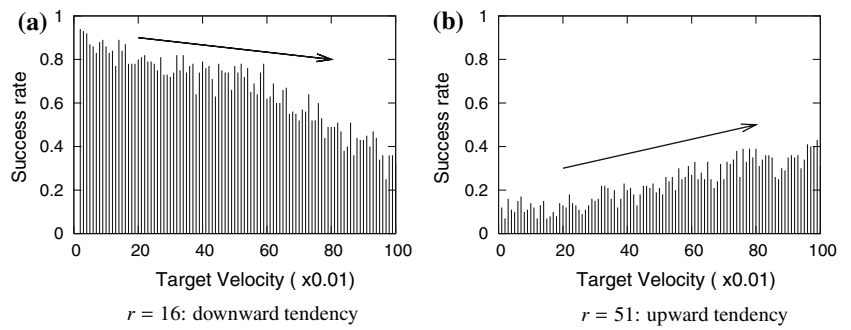 (a)
1
0.8
0.6
0.4
0.2
0
Success rate
0 20 40 60 80 100
Target Velocity ( x0.01)
r = 16: downward tendency
(b)
1
0.8
0.6
0.4
0.2
0
Success rate
0 20 40 60 80 100
Target Velocity ( x0.01)
r = 51: upward tendency